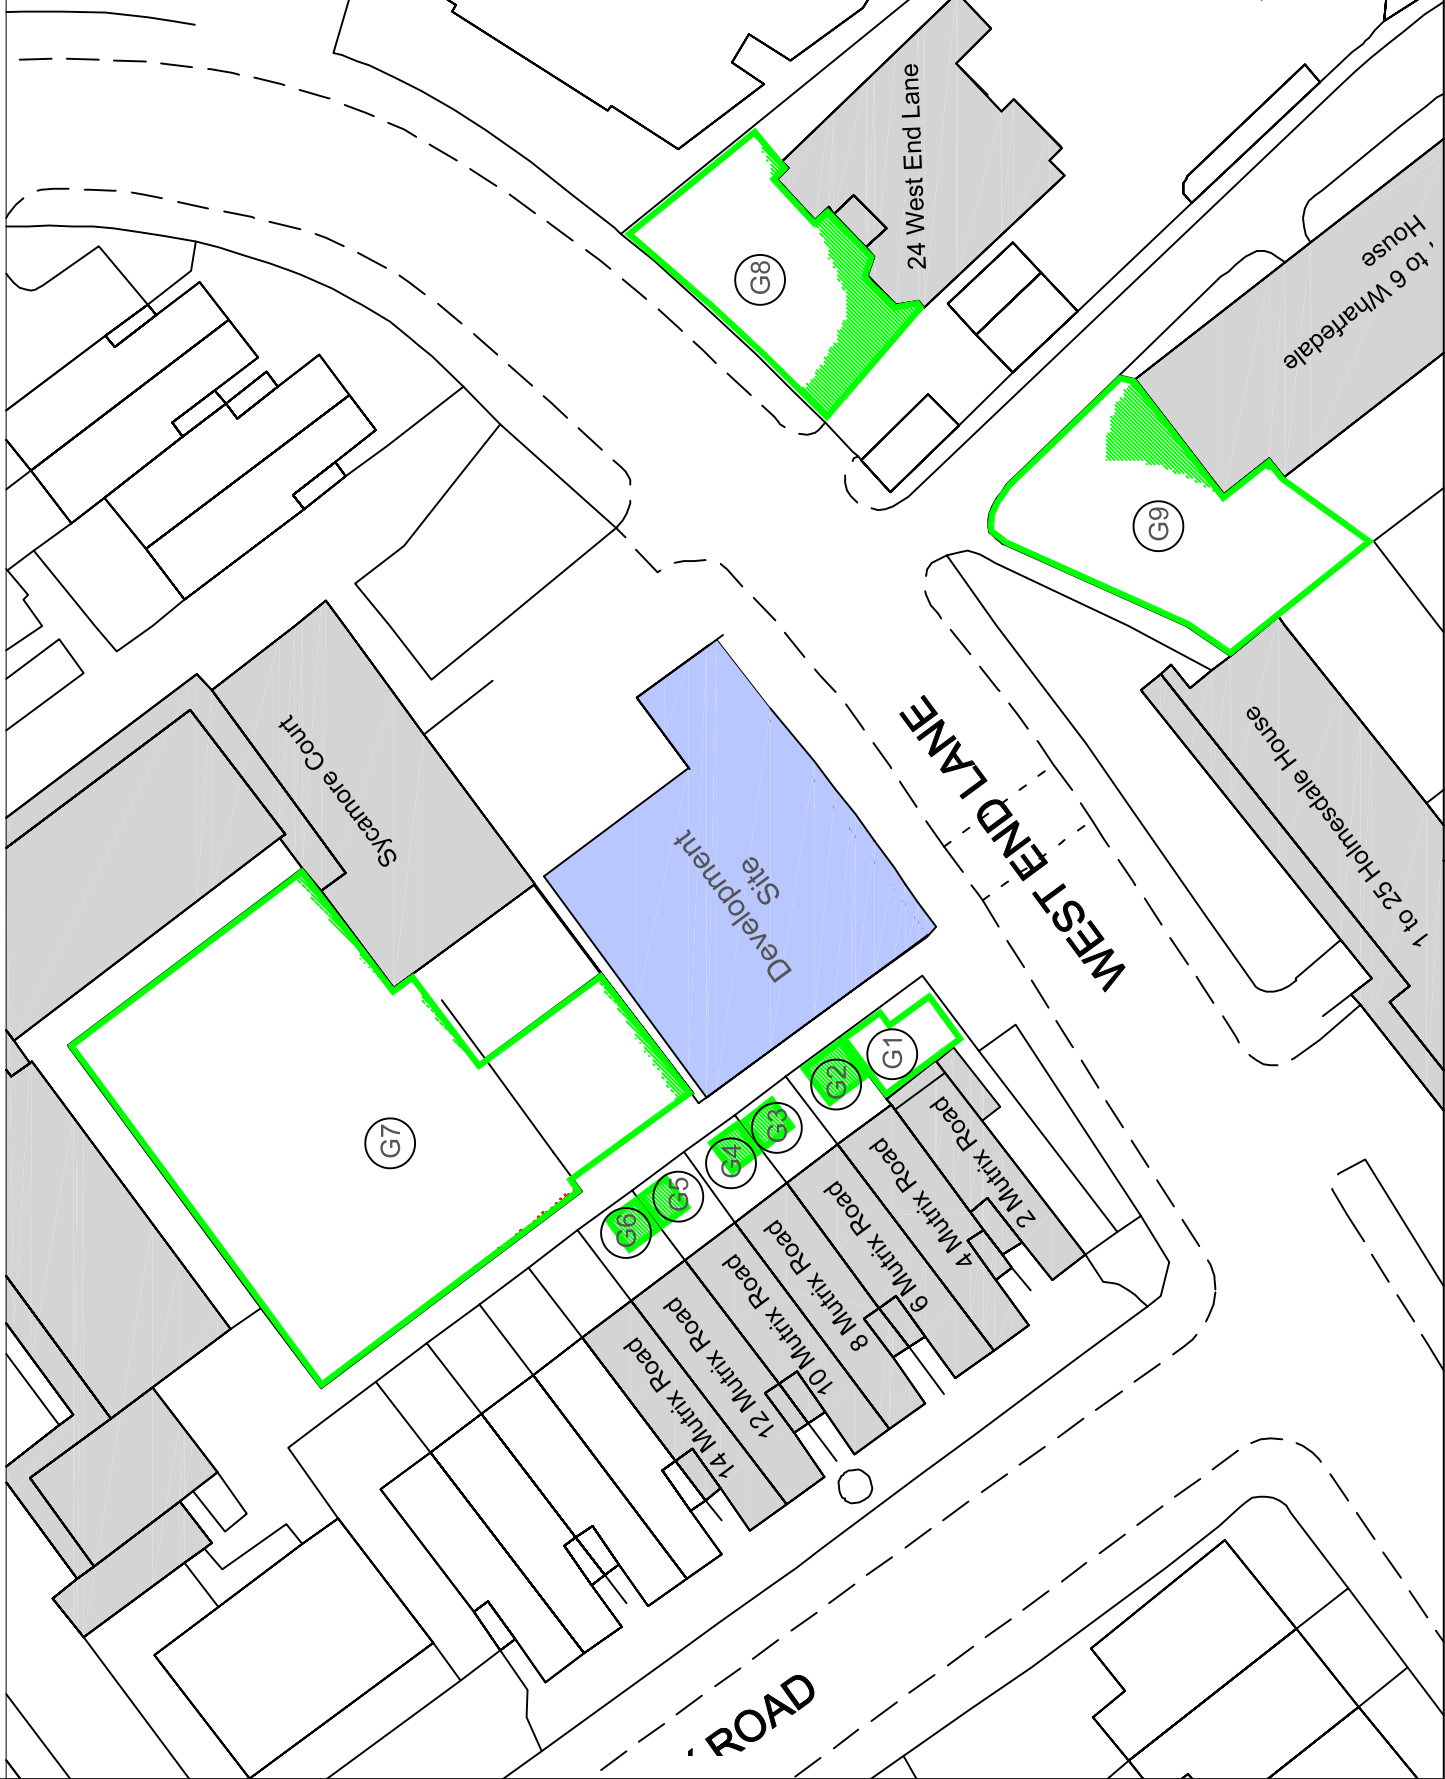 24 West End Lane
G8
to 6 Wharfedale
House
G9
Sycamore Court
WEST END LANE
Development
Site
1 to 25 Holmesdale House
G7
G1
G2
G3
G4
G5
G6
2 Mutrix Road
4 Mutrix Road
6 Mutrix Road
8 Mutrix Road
10 Mutrix Road
12 Mutrix Road
14 Mutrix Road
ROAD